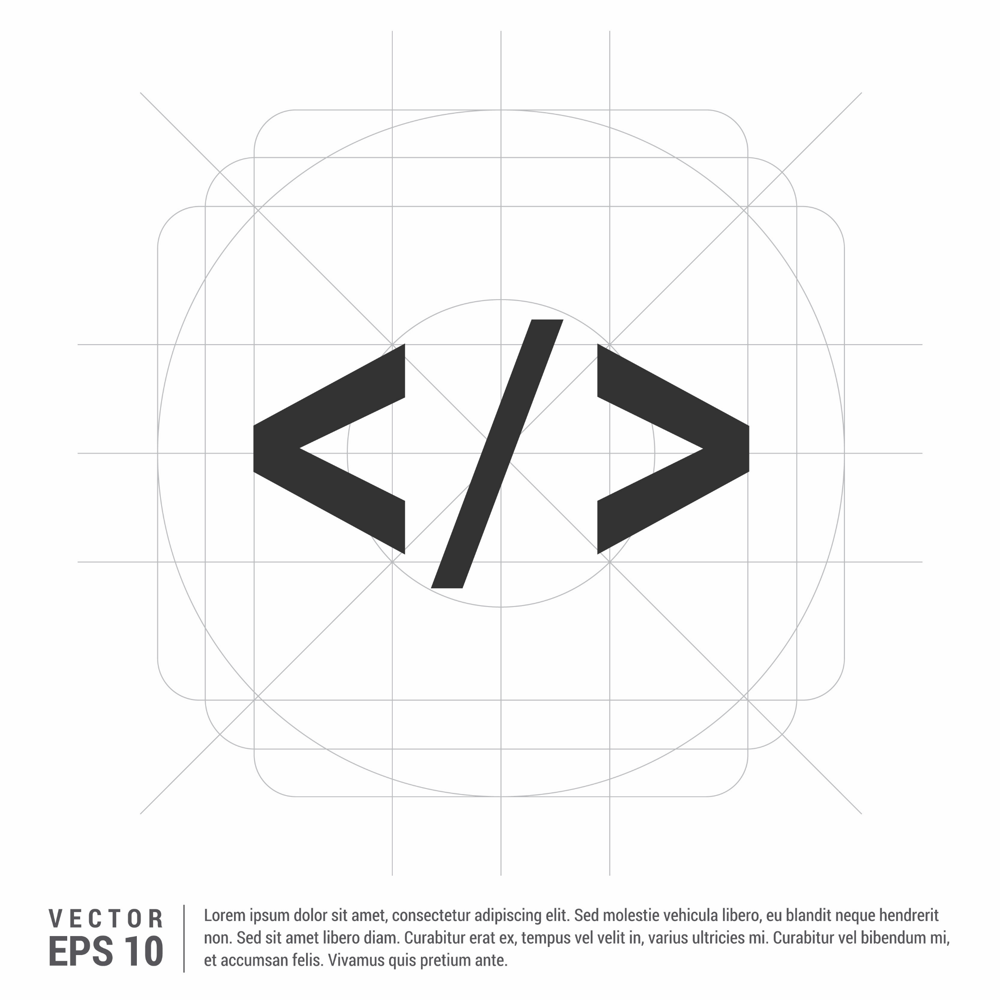 </>
VECTOR
EPS 10
Lorem ipsum dolor sit amet, consectetur adipiscing elit. Sed molestie vehicula libero, eu blandit neque hendrerit
non. Sed sit amet libero diam. Curabitur erat ex, tempus vel velit in, varius ultricies mi. Curabitur vel bibendum mi,
et accumsan felis. Vivamus quis pretium ante.